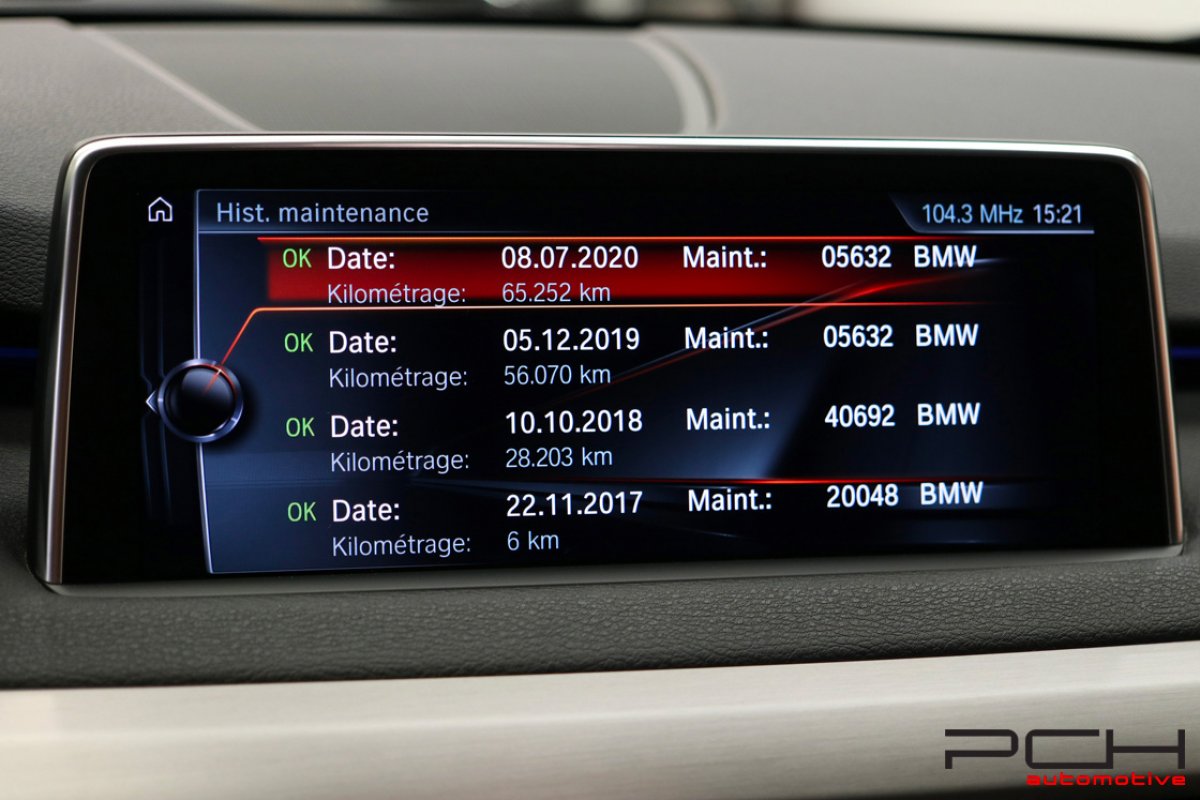 Hist. maintenance 104.3 MHz 15:21
OK Date: 08.07.2020 Maint.: 05632 BMW
Kilométrage: 65.252 km
OK Date: 05.12.2019 Maint.: 05632 BMW
Kilométrage: 56.070 km
OK Date: 10.10.2018 Maint.: 40692 BMW
Kilométrage: 28.203 km
OK Date: 22.11.2017 Maint.: 20048 BMW
Kilométrage: 6 km
PCH
automotive